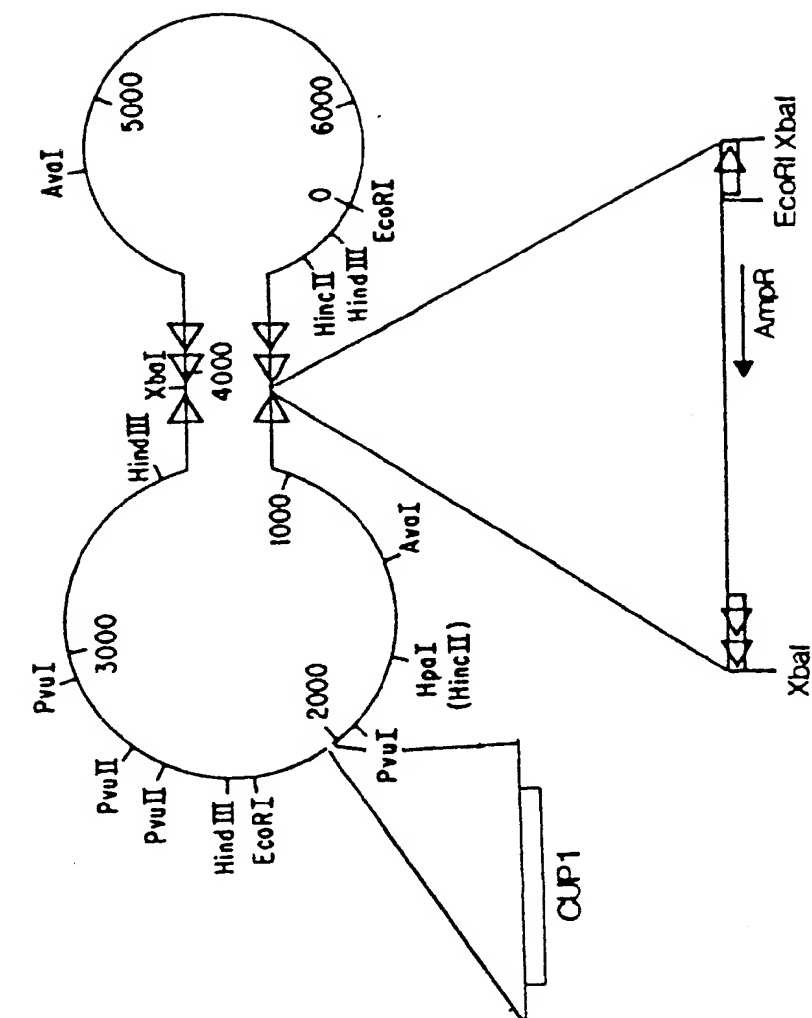 AvaI
5000
6000
0
EcoRI
HindIII
HincII
XbaI
4000
HindIII
1000
AvaI
HpaI
(HincII)
2000
PvuI
3000
PvuI
PvuII
PvuII
HindIII
EcoRI
CUP1
EcoRI XbaI
AmpR
XbaI